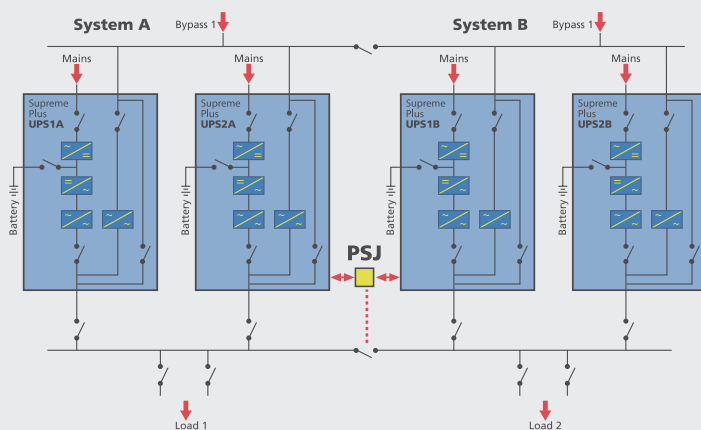 System A
Bypass 1
System B
Bypass 1
Mains
Mains
Mains
Mains
Supreme
Plus
UPS1A
Supreme
Plus
UPS2A
Supreme
Plus
UPS1B
Supreme
Plus
UPS2B
Battery
Battery
Battery
Battery
PSJ
Load 1
Load 2